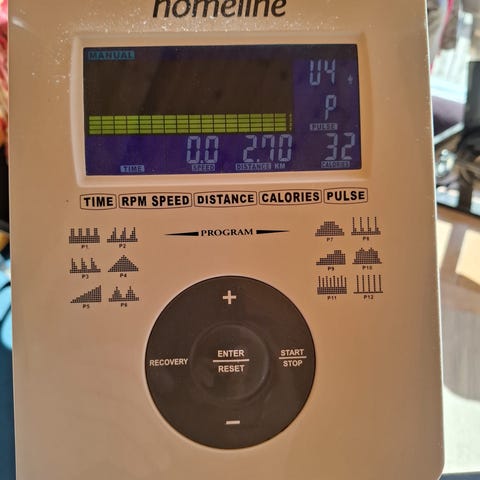 homeline
MANUAL
U4
P
PULSE
0.0 2.70 32
TIME SPEED DISTANCE KM CALORIES
TIME RPM SPEED DISTANCE CALORIES PULSE
PROGRAM
P1 P2
P3 P4
P5 P6
P7 P8
P9 P10
P11 P12
+
RECOVERY
ENTER
RESET
START
STOP
−